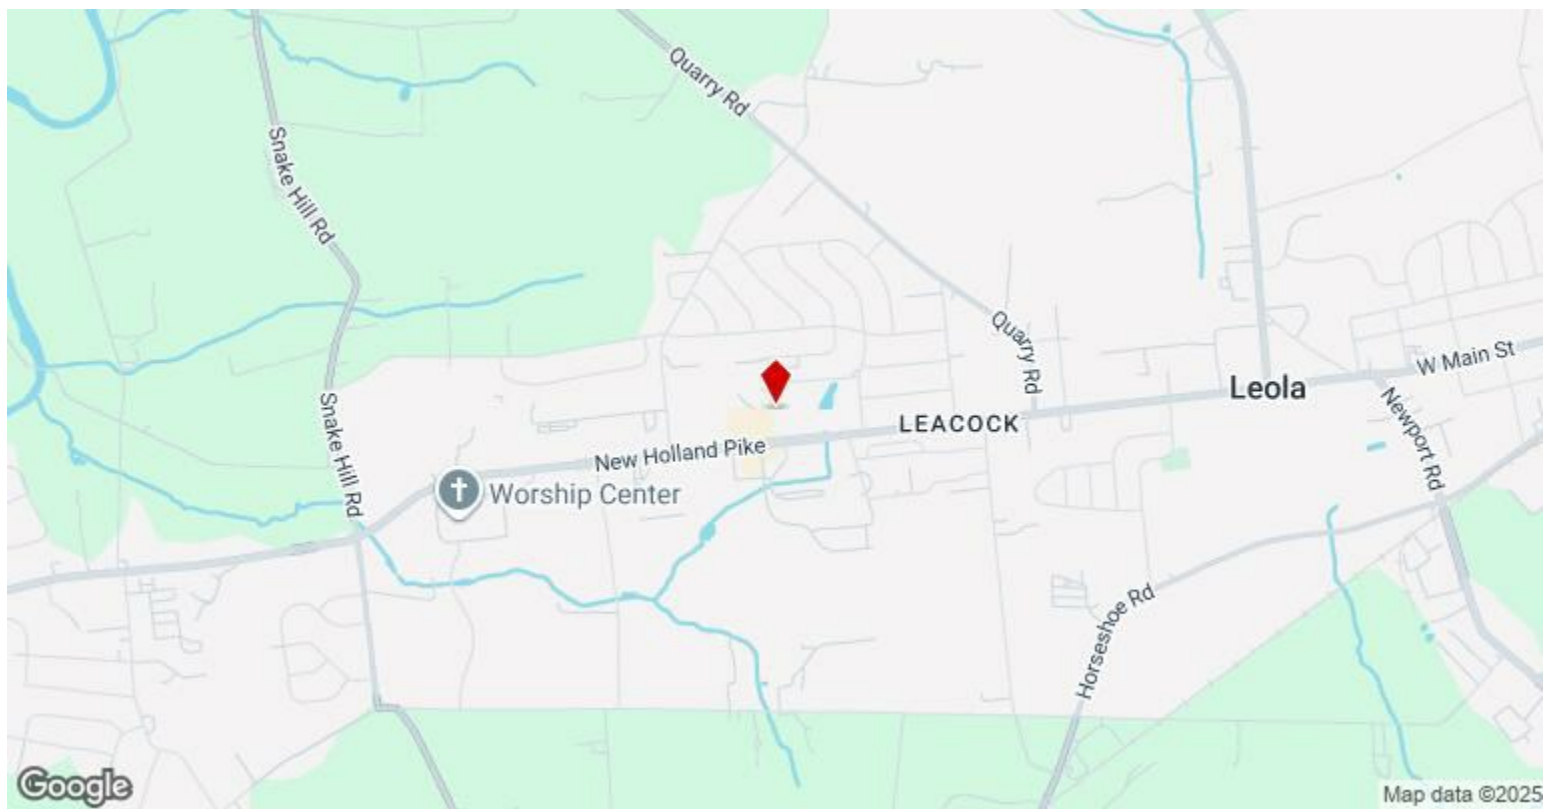 Quarry Rd
Snake Hill Rd
Quarry Rd
W Main St
Leola
Newport Rd
Snake Hill Rd
LEACOCK
New Holland Pike
Worship Center
Horseshoe Rd
Google
Map data ©2025